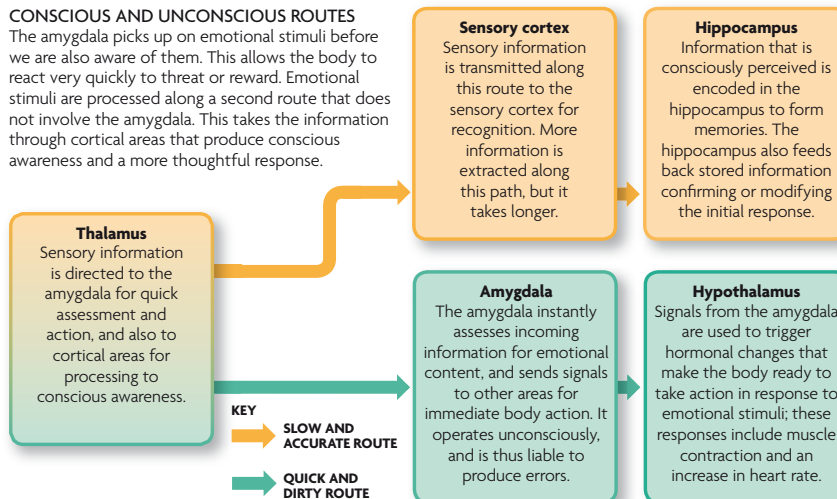 CONSCIOUS AND UNCONSCIOUS ROUTES
The amygdala picks up on emotional stimuli before
we are also aware of them. This allows the body to
react very quickly to threat or reward. Emotional
stimuli are processed along a second route that does
not involve the amygdala. This takes the information
through cortical areas that produce conscious
awareness and a more thoughtful response.
Thalamus
Sensory information
is directed to the
amygdala for quick
assessment and
action, and also to
cortical areas for
processing to
conscious awareness.
Sensory cortex
Sensory information
is transmitted along
this route to the
sensory cortex for
recognition. More
information is
extracted along
this path, but it
takes longer.
Hippocampus
Information that is
consciously perceived is
encoded in the
hippocampus to form
memories. The
hippocampus also feeds
back stored information
confirming or modifying
the initial response.
Amygdala
The amygdala instantly
assesses incoming
information for emotional
content, and sends signals
to other areas for
immediate body action. It
operates unconsciously,
and is thus liable to
produce errors.
Hypothalamus
Signals from the amygdala
are used to trigger
hormonal changes that
make the body ready to
take action in response to
emotional stimuli; these
responses include muscle
contraction and an
increase in heart rate.
KEY
SLOW AND
ACCURATE ROUTE
QUICK AND
DIRTY ROUTE